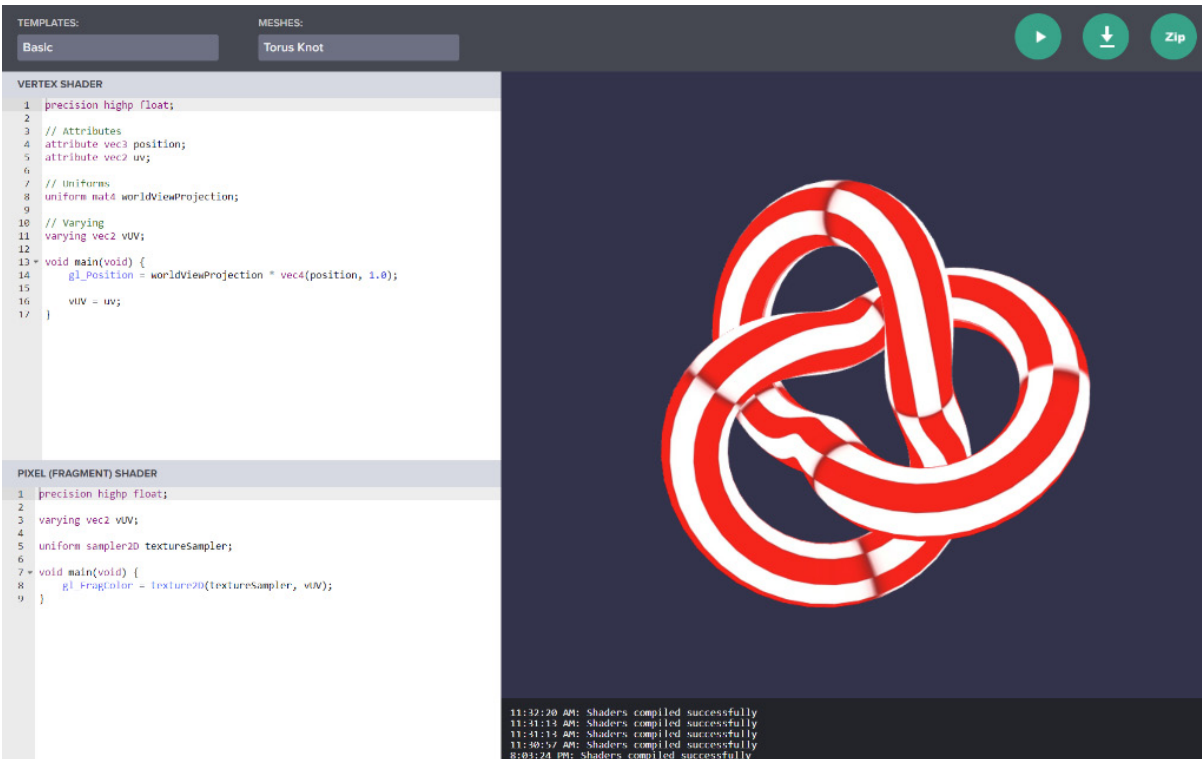 TEMPLATES:
MESHES:
Basic
Torus Knot
Zip
VERTEX SHADER
1 precision highp float;
2
3 // Attributes
4 attribute vec3 position;
5 attribute vec2 uv;
6
7 // Uniforms
8 uniform mat4 worldViewProjection;
9
10 // Varying
11 varying vec2 vUV;
12
13 void main(void) {
14 gl_Position = worldViewProjection * vec4(position, 1.0);
15
16 vUV = uv;
17 }
PIXEL (FRAGMENT) SHADER
1 precision highp float;
2
3 varying vec2 vUV;
4
5 uniform sampler2D textureSampler;
6
7 void main(void) {
8 gl_FragColor = texture2D(textureSampler, vUV);
9 }
11:32:20 AM: Shaders compiled successfully
11:31:13 AM: Shaders compiled successfully
11:31:13 AM: Shaders compiled successfully
11:30:57 AM: Shaders compiled successfully
8:03:24 PM: Shaders compiled successfully